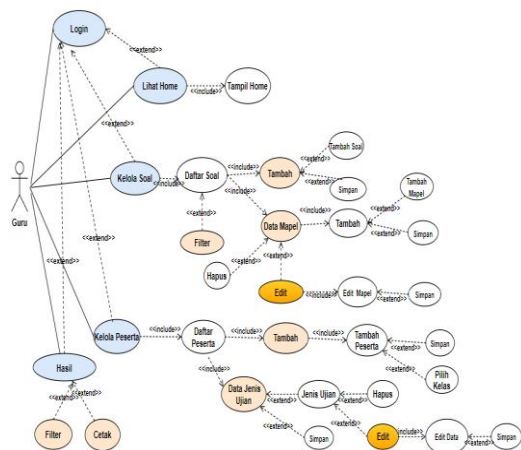 Login
<<extend>>
Lihat Home
<<include>>
Tampil Home
<<extend>>
<<extend>>
Guru
Kelola Soal
<<include>>
Daftar Soal
<<include>>
Tambah
<<extend>>
Tambah Soal
<<extend>>
Simpan
<<include>>
<<extend>>
Filter
Data Mapel
<<include>>
Tambah
<<extend>>
Tambah
Mapel
<<extend>>
Simpan
Hapus
<<extend>>
<<extend>>
Edit
<<include>>
Edit Mapel
<<extend>>
Simpan
<<extend>>
Kelola Peserta
<<include>>
Daftar
Peserta
<<include>>
Tambah
<<include>>
Tambah
Peserta
<<extend>>
Simpan
<<extend>>
Pilih
Kelas
<<include>>
Hasil
<<extend>>
<<extend>>
Filter
Cetak
Data Jenis
Ujian
<<extend>>
Jenis Ujian
<<extend>>
Hapus
<<extend>>
Simpan
<<extend>>
Edit
<<include>>
Edit Data
<<extend>>
Simpan